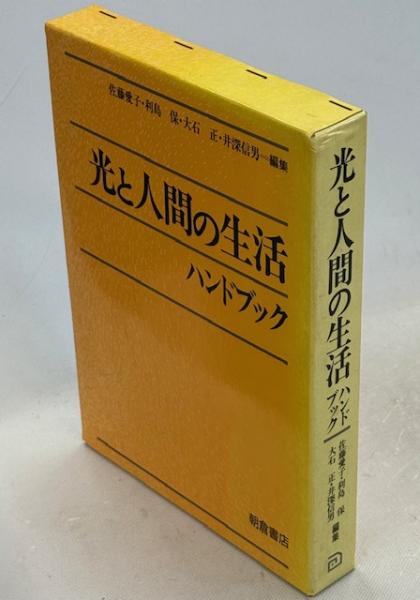 佐藤愛子・利島　保・大石　正・井深信男＝編集
光と人間の生活
ハンドブック
朝倉書店
光と人間の生活
ハンド
ブック
佐藤愛子・利島　保
大石　正・井深信男
編集